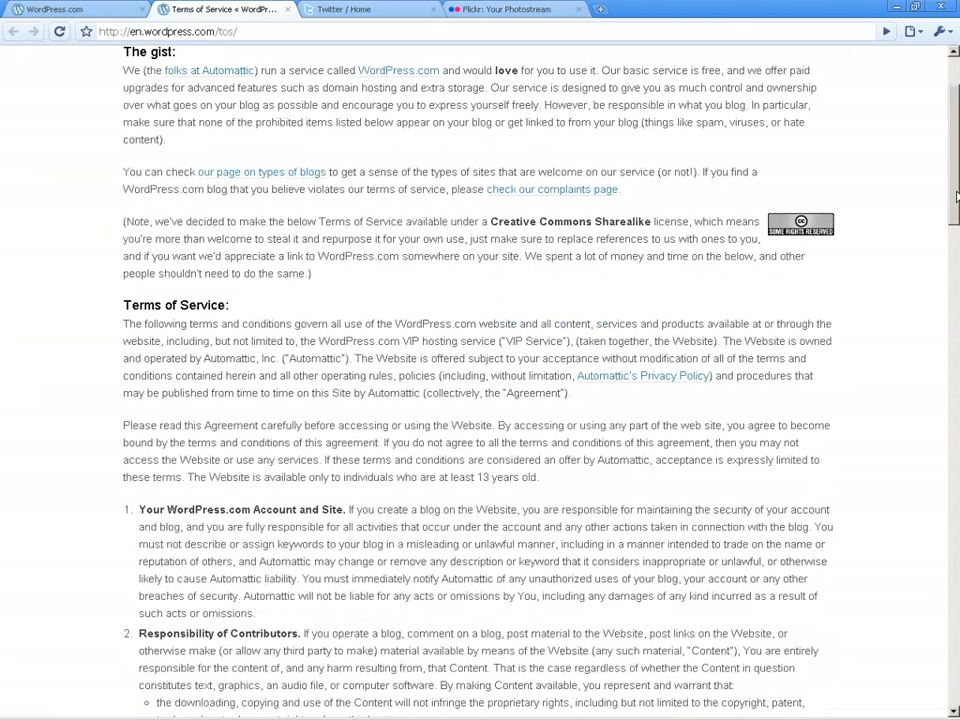 WordPress.com
Terms of Service « WordPr...
Twitter / Home
Flickr: Your Photostream
http://en.wordpress.com/tos/
The gist:
We (the folks at Automattic) run a service called WordPress.com and would love for you to use it. Our basic service is free, and we offer paid
upgrades for advanced features such as domain hosting and extra storage. Our service is designed to give you as much control and ownership
over what goes on your blog as possible and encourage you to express yourself freely. However, be responsible in what you blog. In particular,
make sure that none of the prohibited items listed below appear on your blog or get linked to from your blog (things like spam, viruses, or hate
content).
You can check our page on types of blogs to get a sense of the types of sites that are welcome on our service (or not!). If you find a
WordPress.com blog that you believe violates our terms of service, please check our complaints page.
(Note, we've decided to make the below Terms of Service available under a Creative Commons Sharealike license, which means
you're more than welcome to steal it and repurpose it for your own use, just make sure to replace references to us with ones to you,
and if you want we'd appreciate a link to WordPress.com somewhere on your site. We spent a lot of money and time on the below, and other
people shouldn't need to do the same.)
cc
SOME RIGHTS RESERVED
Terms of Service:
The following terms and conditions govern all use of the WordPress.com website and all content, services and products available at or through the
website, including, but not limited to, the WordPress.com VIP hosting service ("VIP Service"), (taken together, the Website). The Website is owned
and operated by Automattic, Inc. ("Automattic"). The Website is offered subject to your acceptance without modification of all of the terms and
conditions contained herein and all other operating rules, policies (including, without limitation, Automattic's Privacy Policy) and procedures that
may be published from time to time on this Site by Automattic (collectively, the "Agreement").
Please read this Agreement carefully before accessing or using the Website. By accessing or using any part of the web site, you agree to become
bound by the terms and conditions of this agreement. If you do not agree to all the terms and conditions of this agreement, then you may not
access the Website or use any services. If these terms and conditions are considered an offer by Automattic, acceptance is expressly limited to
these terms. The Website is available only to individuals who are at least 13 years old.
1. Your WordPress.com Account and Site. If you create a blog on the Website, you are responsible for maintaining the security of your account
and blog, and you are fully responsible for all activities that occur under the account and any other actions taken in connection with the blog. You
must not describe or assign keywords to your blog in a misleading or unlawful manner, including in a manner intended to trade on the name or
reputation of others, and Automattic may change or remove any description or keyword that it considers inappropriate or unlawful, or otherwise
likely to cause Automattic liability. You must immediately notify Automattic of any unauthorized uses of your blog, your account or any other
breaches of security. Automattic will not be liable for any acts or omissions by You, including any damages of any kind incurred as a result of
such acts or omissions.
2. Responsibility of Contributors. If you operate a blog, comment on a blog, post material to the Website, post links on the Website, or
otherwise make (or allow any third party to make) material available by means of the Website (any such material, "Content"), You are entirely
responsible for the content of, and any harm resulting from, that Content. That is the case regardless of whether the Content in question
constitutes text, graphics, an audio file, or computer software. By making Content available, you represent and warrant that:
the downloading, copying and use of the Content will not infringe the proprietary rights, including but not limited to the copyright, patent,